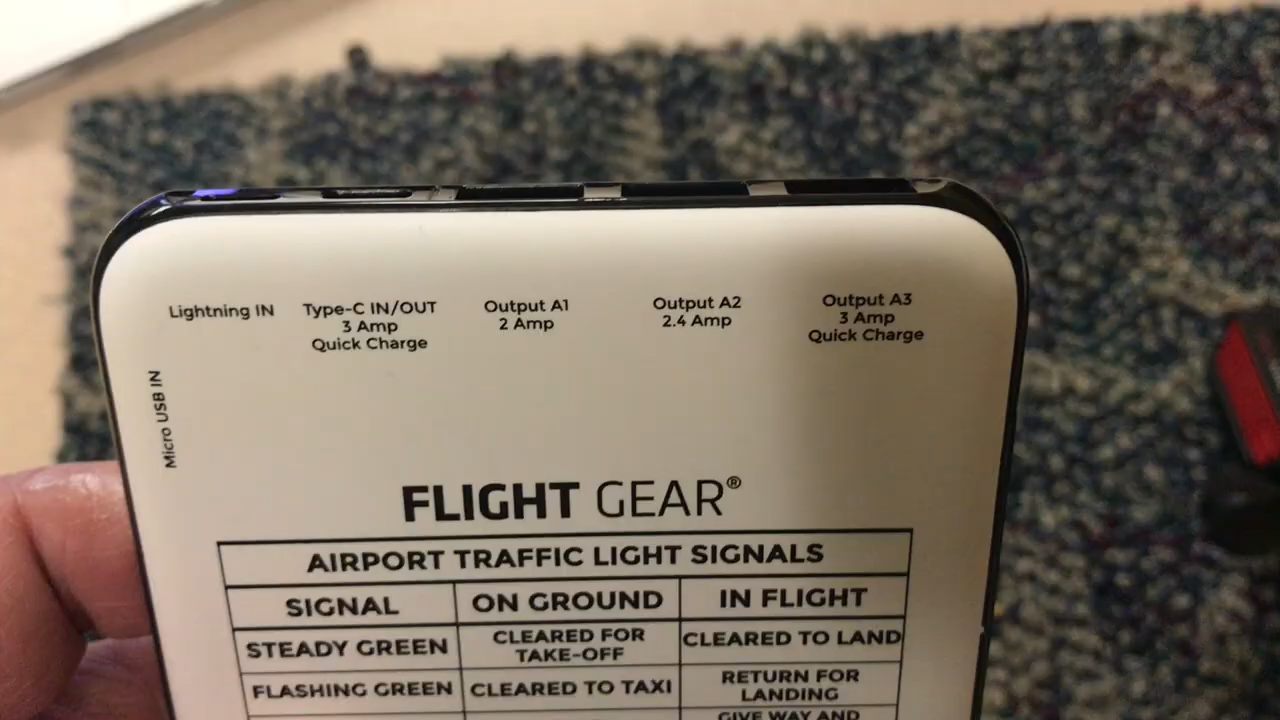 Lightning IN
Type-C IN/OUT
3 Amp
Quick Charge
Output A1
2 Amp
Output A2
2.4 Amp
Output A3
3 Amp
Quick Charge
Micro USB IN
FLIGHT GEAR®
AIRPORT TRAFFIC LIGHT SIGNALS
SIGNAL
ON GROUND
IN FLIGHT
STEADY GREEN
CLEARED FOR
TAKE-OFF
CLEARED TO LAND
FLASHING GREEN
CLEARED TO TAXI
RETURN FOR
LANDING
GIVE WAY AND